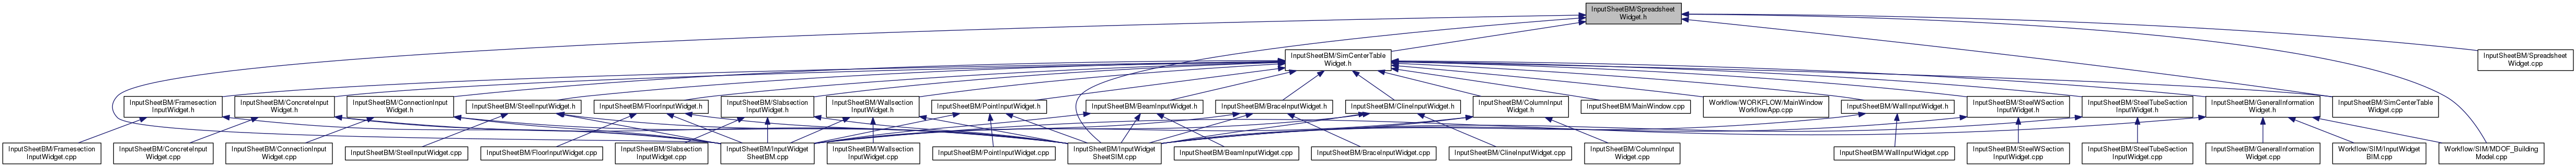 InputSheetBM/Spreadsheet
Widget.h
InputSheetBM/SimCenterTable
Widget.h
InputSheetBM/Spreadsheet
Widget.cpp
InputSheetBM/Framesection
InputWidget.h
InputSheetBM/ConcreteInput
Widget.h
InputSheetBM/ConnectionInput
Widget.h
InputSheetBM/SteelInputWidget.h
InputSheetBM/FloorInputWidget.h
InputSheetBM/Slabsection
InputWidget.h
InputSheetBM/Wallsection
InputWidget.h
InputSheetBM/PointInputWidget.h
InputSheetBM/BeamInputWidget.h
InputSheetBM/BraceInputWidget.h
InputSheetBM/ClineInputWidget.h
InputSheetBM/ColumnInput
Widget.h
InputSheetBM/MainWindow.cpp
Workflow/WORKFLOW/MainWindow
WorkflowApp.cpp
InputSheetBM/WallInputWidget.h
InputSheetBM/SteelWSection
InputWidget.h
InputSheetBM/SteelTubeSection
InputWidget.h
InputSheetBM/GeneralInformation
Widget.h
InputSheetBM/SimCenterTable
Widget.cpp
InputSheetBM/Framesection
InputWidget.cpp
InputSheetBM/ConcreteInput
Widget.cpp
InputSheetBM/ConnectionInput
Widget.cpp
InputSheetBM/SteelInputWidget.cpp
InputSheetBM/FloorInputWidget.cpp
InputSheetBM/Slabsection
InputWidget.cpp
InputSheetBM/InputWidget
SheetBM.cpp
InputSheetBM/Wallsection
InputWidget.cpp
InputSheetBM/PointInputWidget.cpp
InputSheetBM/InputWidget
SheetSIM.cpp
InputSheetBM/BeamInputWidget.cpp
InputSheetBM/BraceInputWidget.cpp
InputSheetBM/ClineInputWidget.cpp
InputSheetBM/ColumnInput
Widget.cpp
InputSheetBM/WallInputWidget.cpp
InputSheetBM/SteelWSection
InputWidget.cpp
InputSheetBM/SteelTubeSection
InputWidget.cpp
InputSheetBM/GeneralInformation
Widget.cpp
Workflow/SIM/InputWidget
BIM.cpp
Workflow/SIM/MDOF_Building
Model.cpp